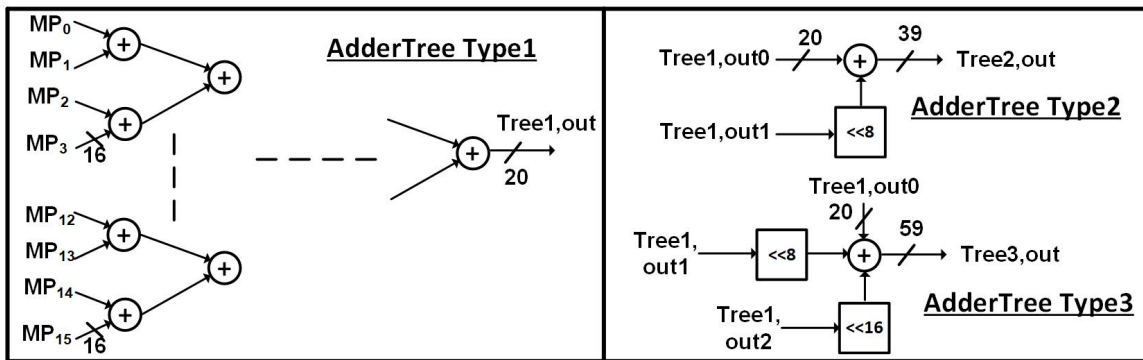 MP0
+
MP1
+
MP2
+
MP3
16
AdderTree Type1
+
Tree1,out
20
MP12
+
MP13
+
MP14
+
MP15
16
20
39
Tree1,out0
+
Tree2,out
AdderTree Type2
Tree1,out1
<<8
Tree1,out0
20
59
Tree1,
out1
<<8
+
Tree3,out
AdderTree Type3
Tree1,
out2
<<16